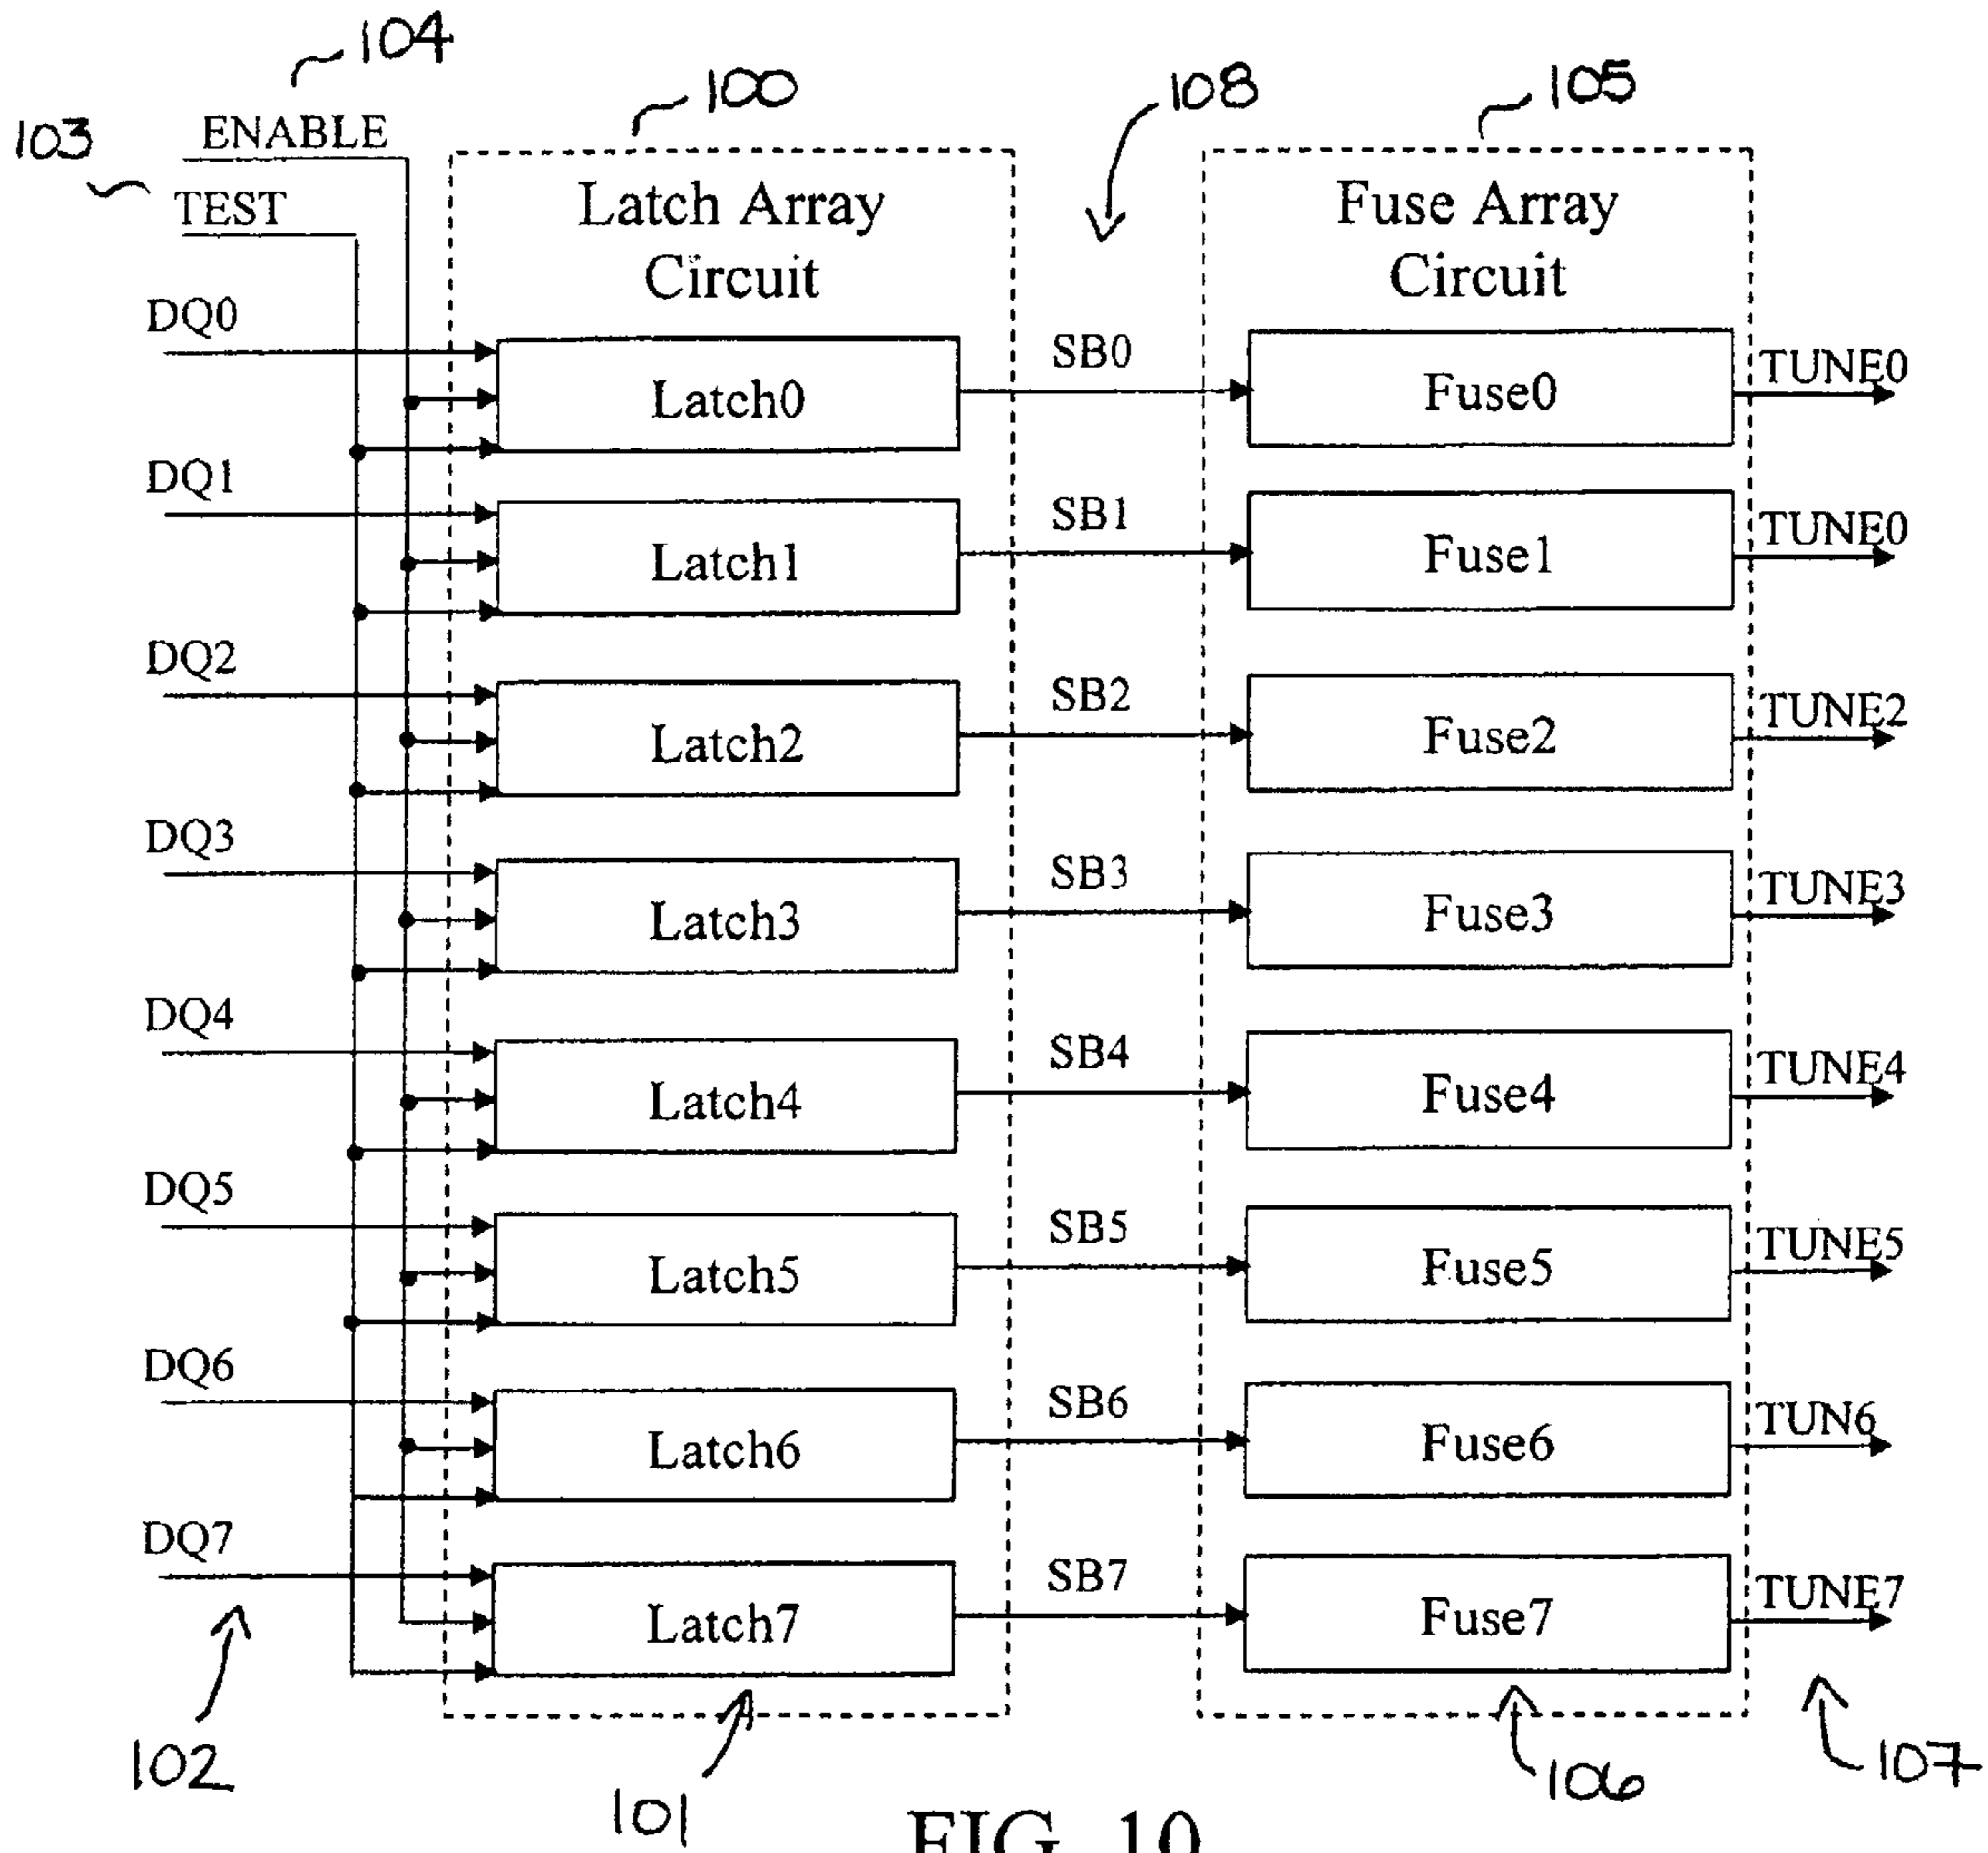 104
100
108
105
103
ENABLE
TEST
Latch Array
Circuit
Fuse Array
Circuit
DQ0
Latch0
SB0
Fuse0
TUNE0
DQ1
Latch1
SB1
Fuse1
TUNE0
DQ2
Latch2
SB2
Fuse2
TUNE2
DQ3
Latch3
SB3
Fuse3
TUNE3
DQ4
Latch4
SB4
Fuse4
TUNE4
DQ5
Latch5
SB5
Fuse5
TUNE5
DQ6
Latch6
SB6
Fuse6
TUN6
DQ7
Latch7
SB7
Fuse7
TUNE7
102
101
106
107
FIG. 10